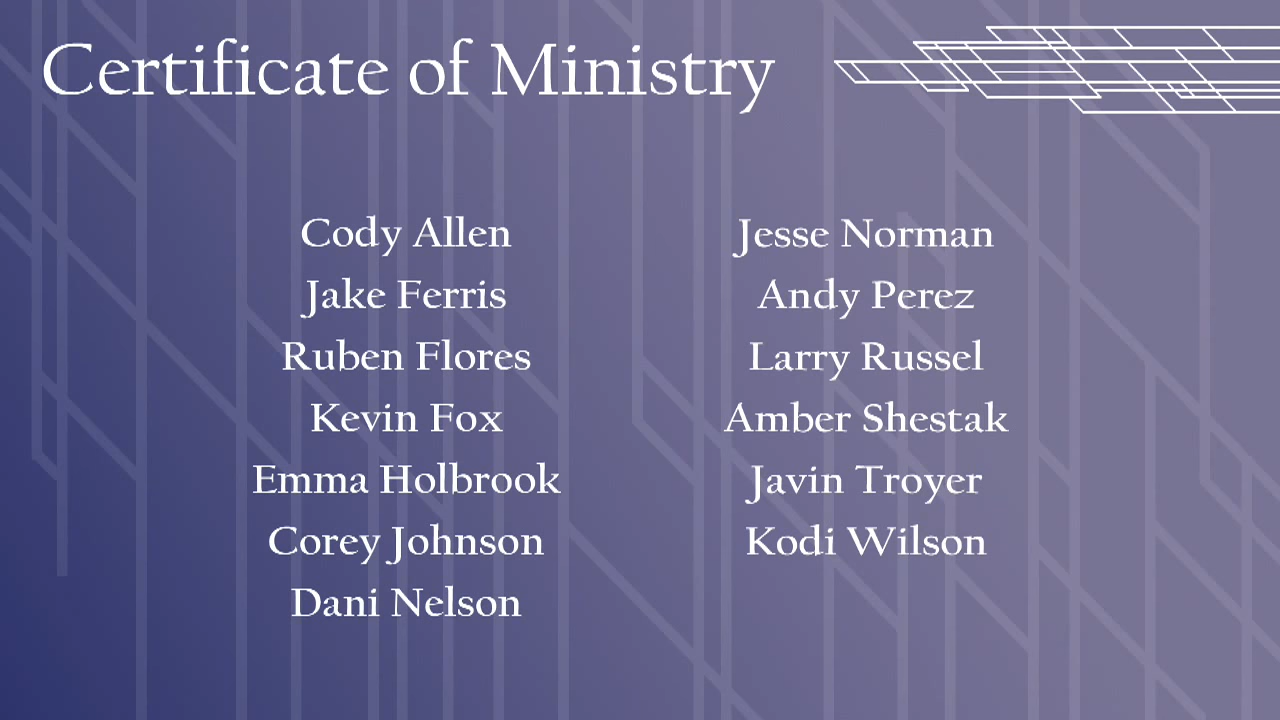 Certificate of Ministry
Cody Allen
Jake Ferris
Ruben Flores
Kevin Fox
Emma Holbrook
Corey Johnson
Dani Nelson
Jesse Norman
Andy Perez
Larry Russel
Amber Shestak
Javin Troyer
Kodi Wilson